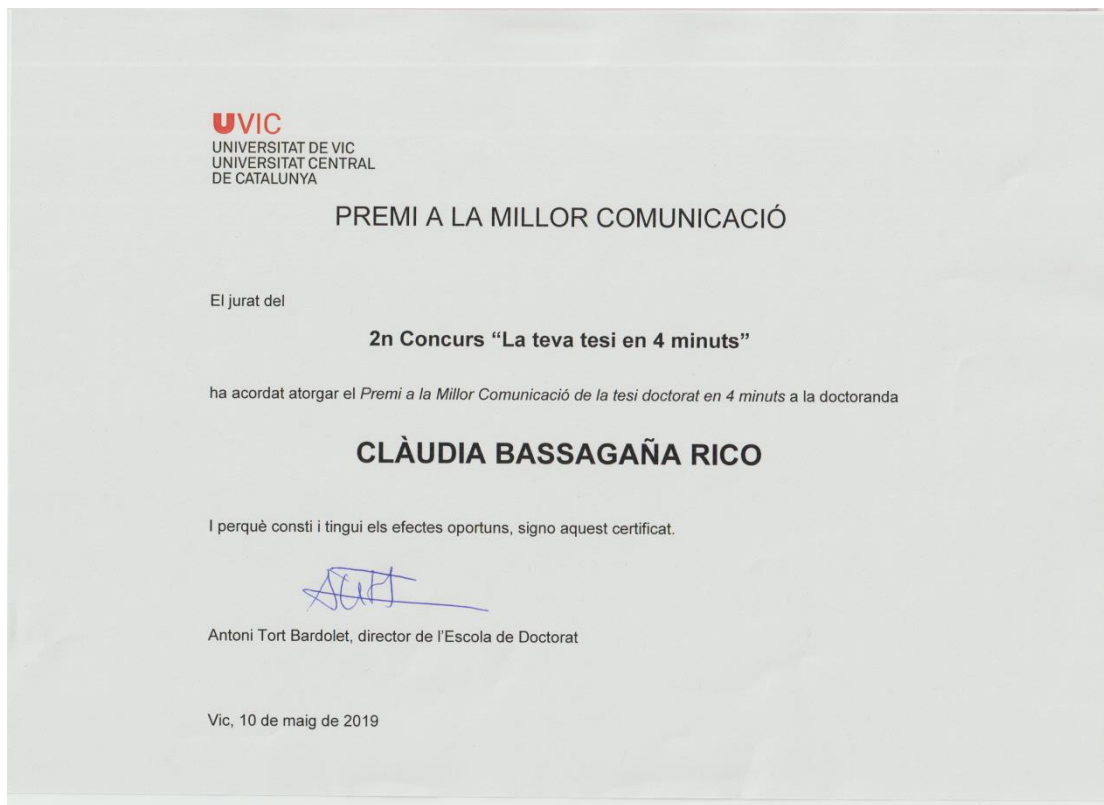 UVIC
UNIVERSITAT DE VIC
UNIVERSITAT CENTRAL
DE CATALUNYA
PREMI A LA MILLOR COMUNICACIÓ
El jurat del
2n Concurs “La teva tesi en 4 minuts”
ha acordat atorgar el Premi a la Millor Comunicació de la tesi doctorat en 4 minuts a la doctoranda
CLÀUDIA BASSAGAÑA RICO
I perquè consti i tingui els efectes oportuns, signo aquest certificat.
Antoni Tort Bardolet, director de l’Escola de Doctorat
Vic, 10 de maig de 2019